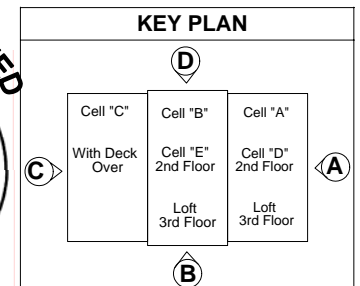 KEY PLAN
D
Cell "C"
With Deck
Over
Cell "B"
Cell "E"
2nd Floor
Loft
3rd Floor
Cell "A"
Cell "D"
2nd Floor
Loft
3rd Floor
C
A
B